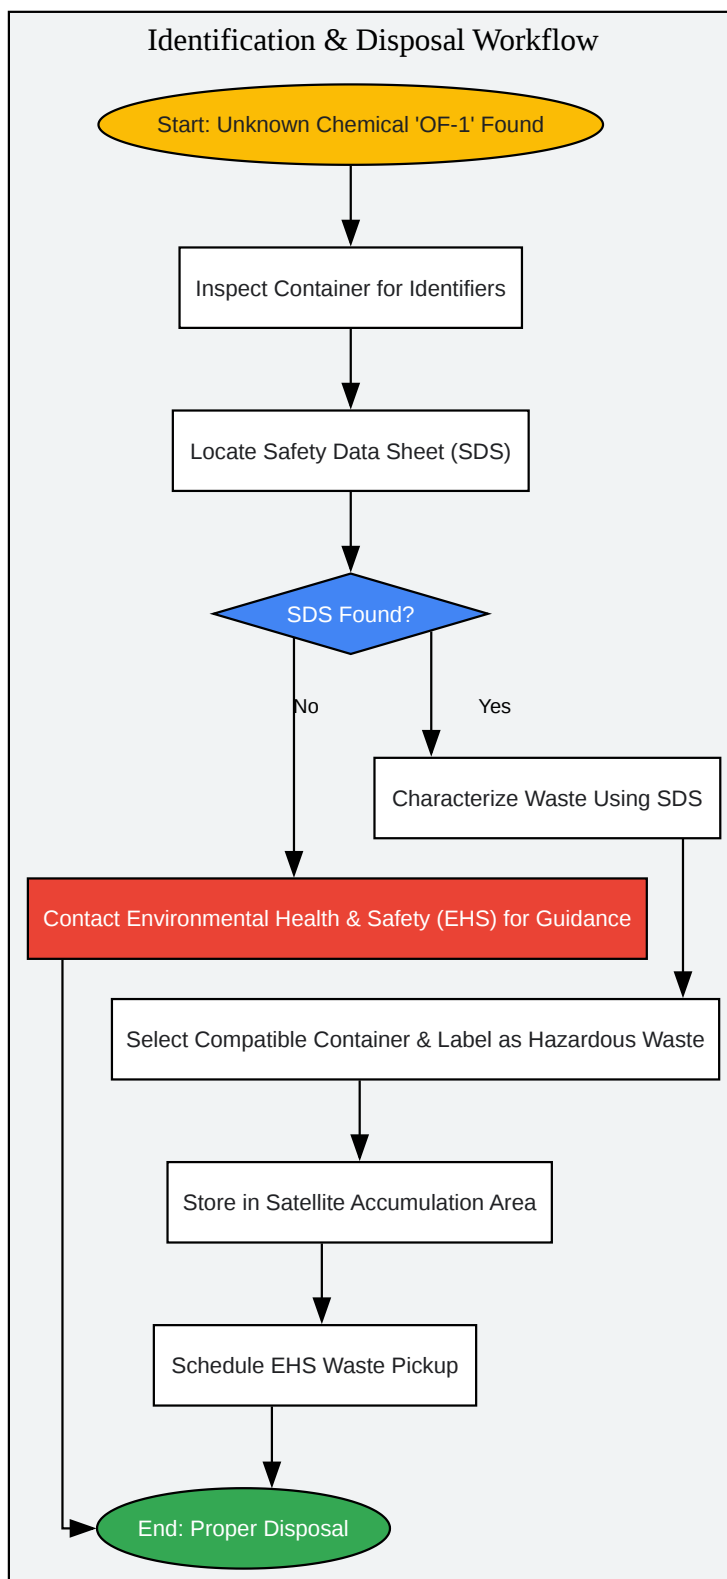 Identification & Disposal Workflow
Start: Unknown Chemical 'OF-1' Found
Inspect Container for Identifiers
Locate Safety Data Sheet (SDS)
SDS Found?
No
Yes
Characterize Waste Using SDS
Contact Environmental Health & Safety (EHS) for Guidance
Select Compatible Container & Label as Hazardous Waste
Store in Satellite Accumulation Area
Schedule EHS Waste Pickup
End: Proper Disposal